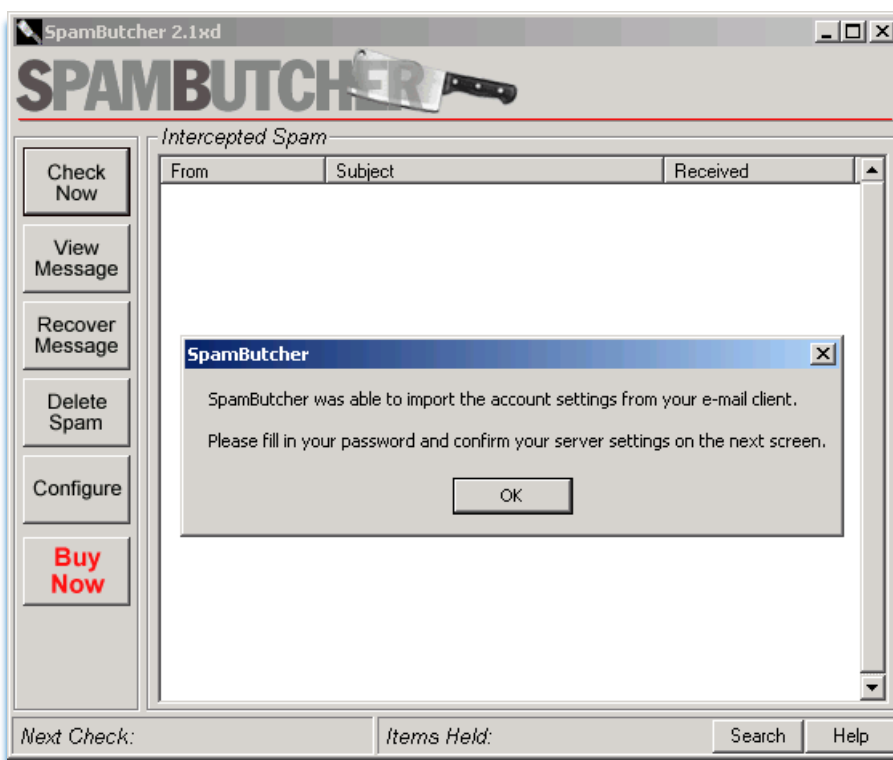 SpamButcher 2.1xd
SPAMBUTCHER
Intercepted Spam
Check
Now
View
Message
Recover
Message
Delete
Spam
Configure
Buy
Now
From Subject Received
SpamButcher
SpamButcher was able to import the account settings from your e-mail client.
Please fill in your password and confirm your server settings on the next screen.
OK
Next Check: Items Held: Search Help